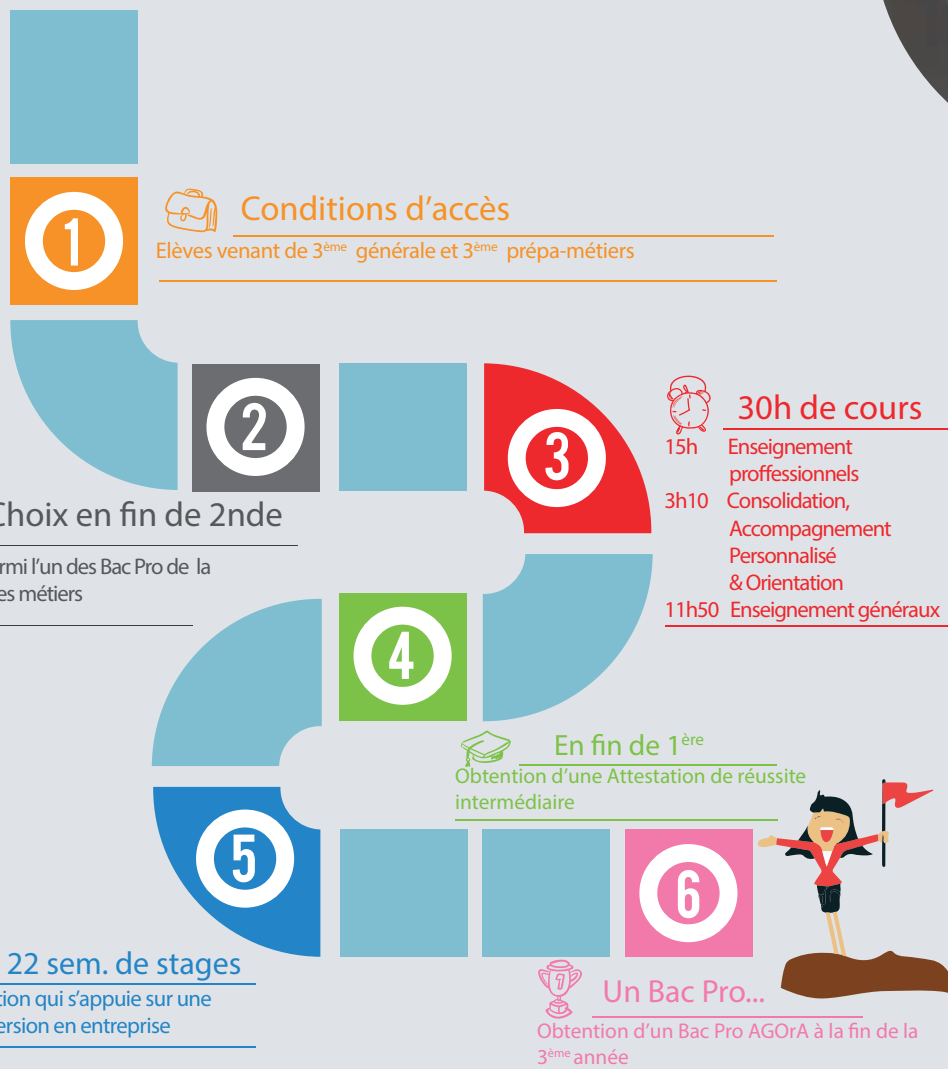 1
Conditions d'accès
Elèves venant de 3ème générale et 3ème prépa-métiers
2
Choix en fin de 2nde
rmi l'un des Bac Pro de la
es métiers
3
30h de cours
15h Enseignement
proffessionnels
3h10 Consolidation,
Accompagnement
Personnalisé
& Orientation
11h50 Enseignement généraux
4
En fin de 1ère
Obtention d'une Attestation de réussite
intermédiaire
5
22 sem. de stages
tion qui s'appuie sur une
ersion en entreprise
6
1
Un Bac Pro...
Obtention d'un Bac Pro AGOrA à la fin de la
3ème année